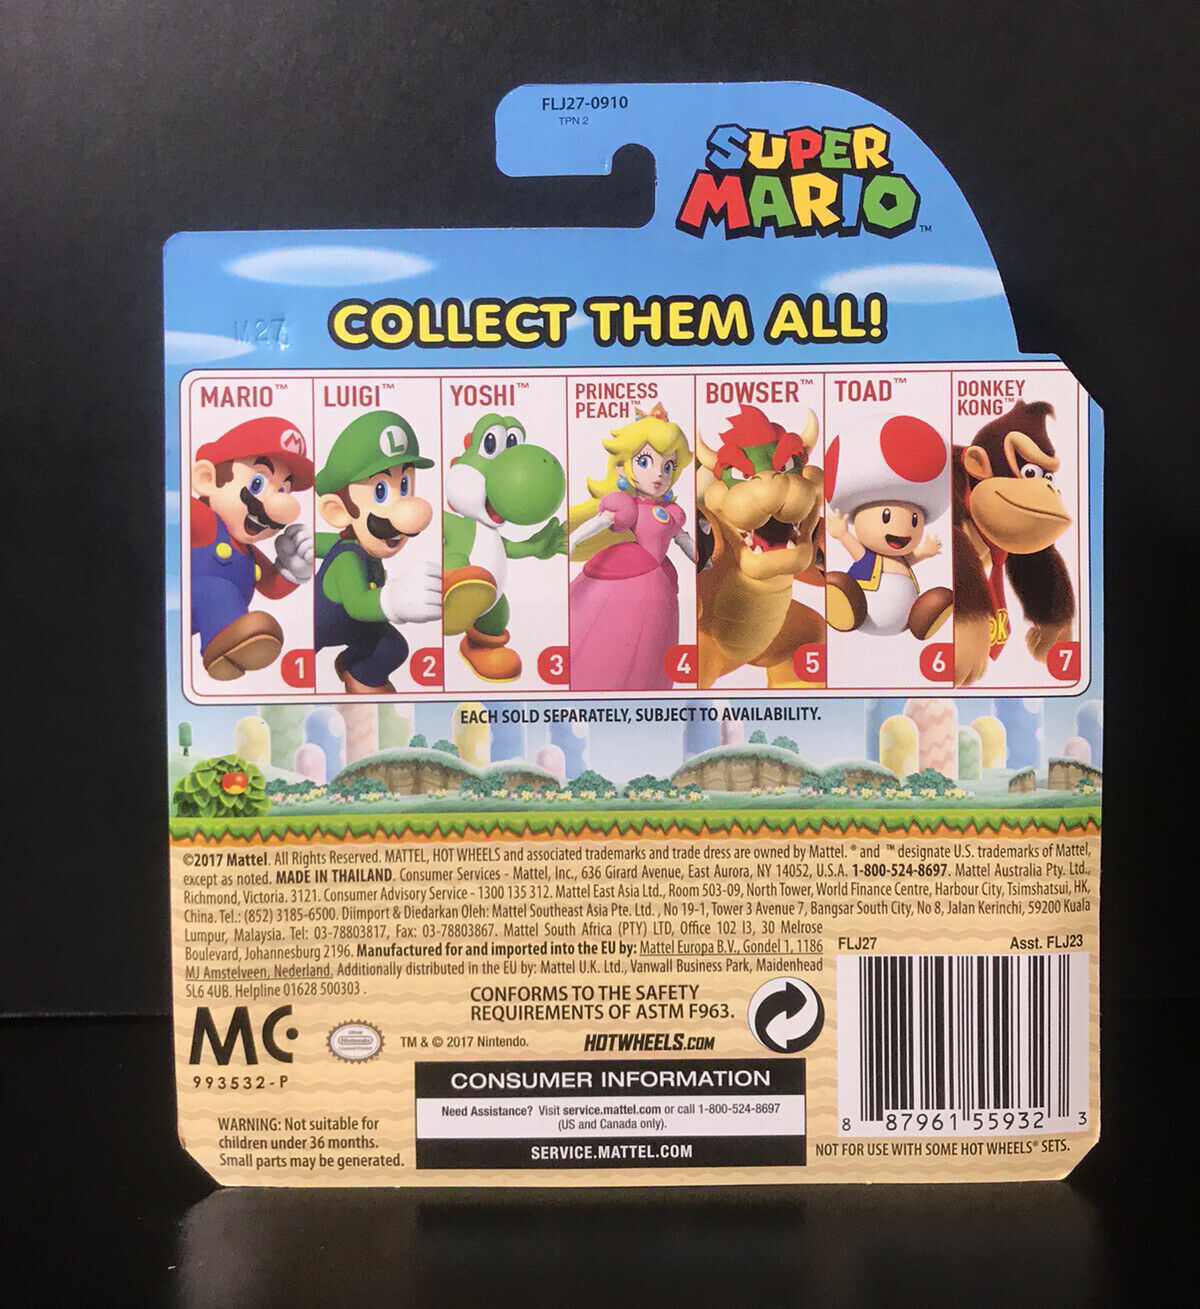 FLJ27-0910
TPN 2
SUPER
MARIO™
M27
COLLECT THEM ALL!
MARIO™
LUIGI™
YOSHI™
PRINCESS
PEACH™
BOWSER™
TOAD™
DONKEY
KONG™
L
DK
1
2
3
4
5
6
7
EACH SOLD SEPARATELY, SUBJECT TO AVAILABILITY.
©2017 Mattel. All Rights Reserved. MATTEL, HOT WHEELS and associated trademarks and trade dress are owned by Mattel. ® and ™ designate U.S. trademarks of Mattel,
except as noted. MADE IN THAILAND. Consumer Services - Mattel, Inc., 636 Girard Avenue, East Aurora, NY 14052, U.S.A. 1-800-524-8697. Mattel Australia Pty. Ltd.,
Richmond, Victoria. 3121. Consumer Advisory Service - 1300 135 312. Mattel East Asia Ltd., Room 503-09, North Tower, World Finance Centre, Harbour City, Tsimshatsui, HK,
China. Tel.: (852) 3185-6500. Diimport & Diedarkan Oleh: Mattel Southeast Asia Pte. Ltd. , No 19-1, Tower 3 Avenue 7, Bangsar South City, No 8, Jalan Kerinchi, 59200 Kuala
Lumpur, Malaysia. Tel: 03-78803817, Fax: 03-78803867. Mattel South Africa (PTY) LTD, Office 102 I3, 30 Melrose
Boulevard, Johannesburg 2196. Manufactured for and imported into the EU by: Mattel Europa B.V., Gondel 1, 1186
MJ Amstelveen, Nederland. Additionally distributed in the EU by: Mattel U.K. Ltd., Vanwall Business Park, Maidenhead
SL6 4UB. Helpline 01628 500303 .
FLJ27
Asst. FLJ23
CONFORMS TO THE SAFETY
REQUIREMENTS OF ASTM F963.
MC
993532-P
Nintendo
TM & © 2017 Nintendo.
HOTWHEELS.COM
CONSUMER INFORMATION
Need Assistance? Visit service.mattel.com or call 1-800-524-8697
(US and Canada only).
SERVICE.MATTEL.COM
WARNING: Not suitable for
children under 36 months.
Small parts may be generated.
8 87961 55932 3
NOT FOR USE WITH SOME HOT WHEELS® SETS.